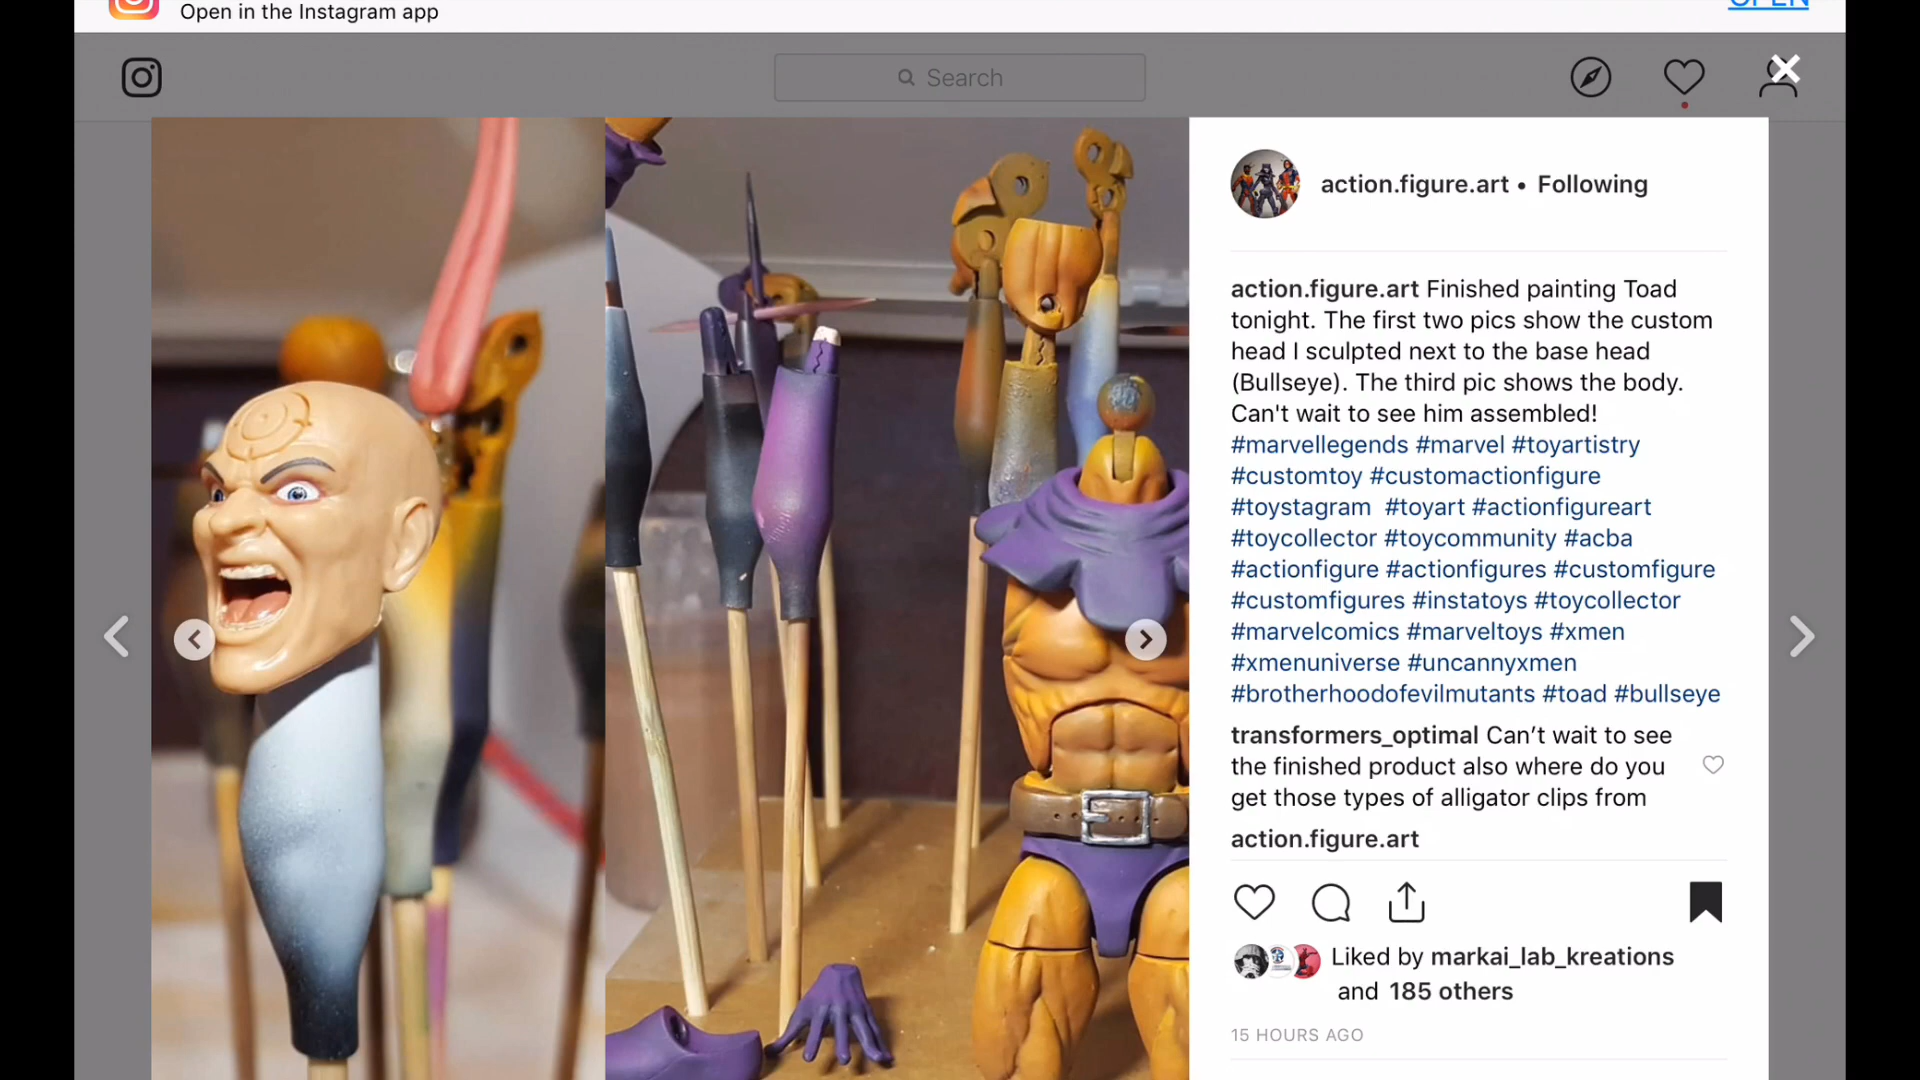 Open in the Instagram app
OPEN
Search
action.figure.art • Following
action.figure.art Finished painting Toad
tonight. The first two pics show the custom
head I sculpted next to the base head
(Bullseye). The third pic shows the body.
Can't wait to see him assembled!
#marvellegends #marvel #toyartistry
#customtoy #customactionfigure
#toystagram #toyart #actionfigureart
#toycollector #toycommunity #acba
#actionfigure #actionfigures #customfigure
#customfigures #instatoys #toycollector
#marvelcomics #marveltoys #xmen
#xmenuniverse #uncannyxmen
#brotherhoodofevilmutants #toad #bullseye
transformers_optimal Can’t wait to see
the finished product also where do you
get those types of alligator clips from
action.figure.art
Liked by markai_lab_kreations
and 185 others
15 HOURS AGO